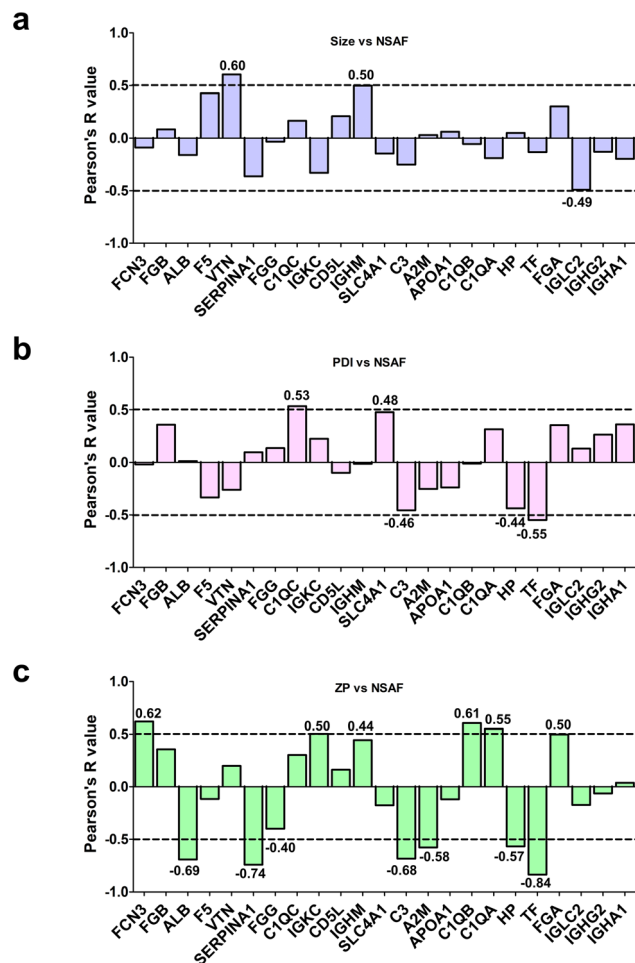 a
Size vs NSAF
Pearson's R value
1.0
0.5
0.0
-0.5
-1.0
0.60
0.50
-0.49
FCN3
FGB
ALB
F5
VTN
SERPINA1
FGG
C1QC
IGKC
CD5L
IGHM
SLC4A1
C3
A2M
APOA1
C1QB
C1QA
HP
TF
FGA
IGLC2
IGHG2
IGHA1
b
PDI vs NSAF
Pearson's R value
1.0
0.5
0.0
-0.5
-1.0
0.53
0.48
-0.46
-0.44
-0.55
FCN3
FGB
ALB
F5
VTN
SERPINA1
FGG
C1QC
IGKC
CD5L
IGHM
SLC4A1
C3
A2M
APOA1
C1QB
C1QA
HP
TF
FGA
IGLC2
IGHG2
IGHA1
c
ZP vs NSAF
Pearson's R value
1.0
0.5
0.0
-0.5
-1.0
0.62
-0.69
-0.74
-0.40
0.50
0.44
-0.68
-0.58
0.61
0.55
-0.57
-0.84
0.50
FCN3
FGB
ALB
F5
VTN
SERPINA1
FGG
C1QC
IGKC
CD5L
IGHM
SLC4A1
C3
A2M
APOA1
C1QB
C1QA
HP
TF
FGA
IGLC2
IGHG2
IGHA1